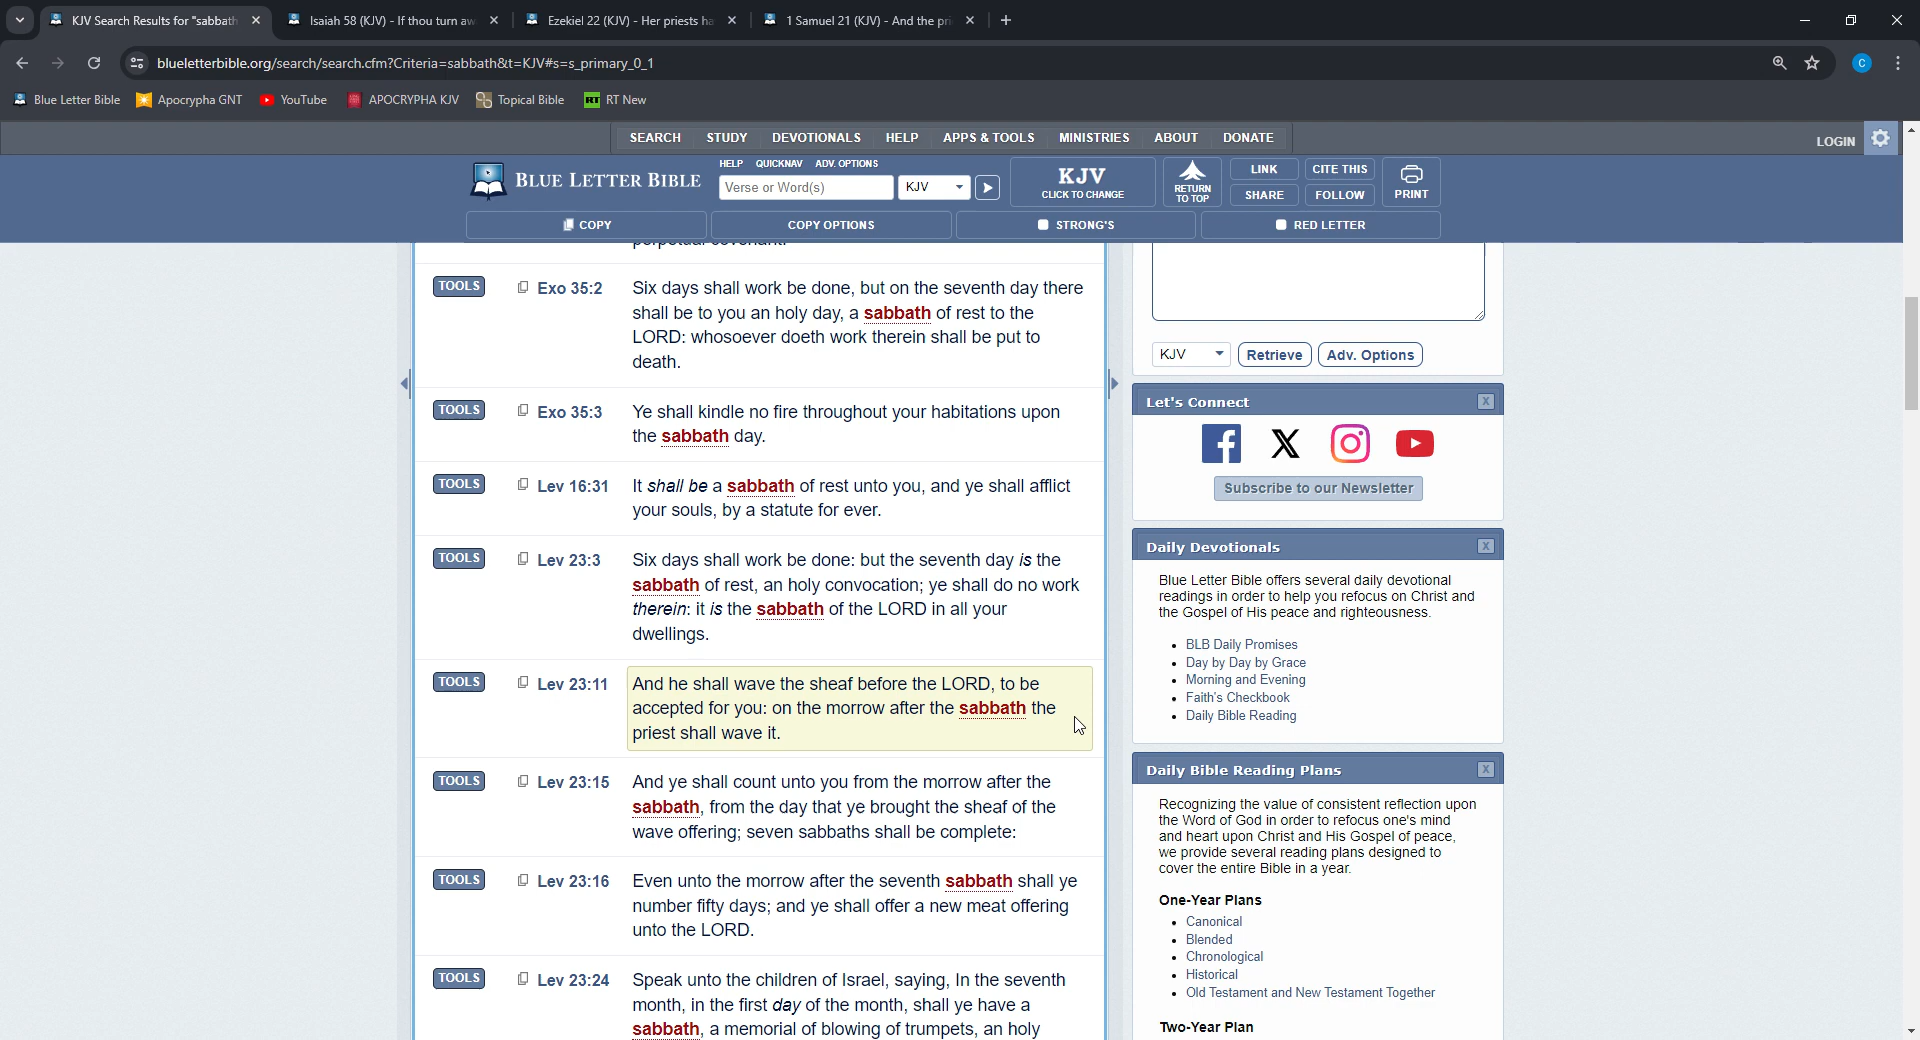 KJV Search Results for "sabbath
Isaiah 58 (KJV) - If thou turn aw
Ezekiel 22 (KJV) - Her priests ha
1 Samuel 21 (KJV) - And the pri
blueletterbible.org/search/search.cfm?Criteria=sabbath&t=KJV#s=s_primary_0_1
C
Blue Letter Bible
Apocrypha GNT
YouTube
APOCRYPHA KJV
Topical Bible
RT New
SEARCH STUDY DEVOTIONALS HELP APPS & TOOLS MINISTRIES ABOUT DONATE
LOGIN
BLUE LETTER BIBLE
HELP QUICKNAV ADV. OPTIONS
Verse or Word(s)
KJV
KJV
CLICK TO CHANGE
RETURN
TO TOP
LINK
CITE THIS
SHARE
FOLLOW
PRINT
COPY
COPY OPTIONS
STRONG'S
RED LETTER
perpetual covenant.
TOOLS Exo 35:2 Six days shall work be done, but on the seventh day there
shall be to you an holy day, a sabbath of rest to the
LORD: whosoever doeth work therein shall be put to
death.
TOOLS Exo 35:3 Ye shall kindle no fire throughout your habitations upon
the sabbath day.
TOOLS Lev 16:31 It shall be a sabbath of rest unto you, and ye shall afflict
your souls, by a statute for ever.
TOOLS Lev 23:3 Six days shall work be done: but the seventh day is the
sabbath of rest, an holy convocation; ye shall do no work
therein: it is the sabbath of the LORD in all your
dwellings.
TOOLS Lev 23:11 And he shall wave the sheaf before the LORD, to be
accepted for you: on the morrow after the sabbath the
priest shall wave it.
TOOLS Lev 23:15 And ye shall count unto you from the morrow after the
sabbath, from the day that ye brought the sheaf of the
wave offering; seven sabbaths shall be complete:
TOOLS Lev 23:16 Even unto the morrow after the seventh sabbath shall ye
number fifty days; and ye shall offer a new meat offering
unto the LORD.
TOOLS Lev 23:24 Speak unto the children of Israel, saying, In the seventh
month, in the first day of the month, shall ye have a
sabbath, a memorial of blowing of trumpets, an holy
KJV
Retrieve
Adv. Options
Let's Connect
X
Subscribe to our Newsletter
Daily Devotionals
X
Blue Letter Bible offers several daily devotional
readings in order to help you refocus on Christ and
the Gospel of His peace and righteousness.
BLB Daily Promises
Day by Day by Grace
Morning and Evening
Faith's Checkbook
Daily Bible Reading
Daily Bible Reading Plans
X
Recognizing the value of consistent reflection upon
the Word of God in order to refocus one's mind
and heart upon Christ and His Gospel of peace,
we provide several reading plans designed to
cover the entire Bible in a year.
One-Year Plans
Canonical
Blended
Chronological
Historical
Old Testament and New Testament Together
Two-Year Plan